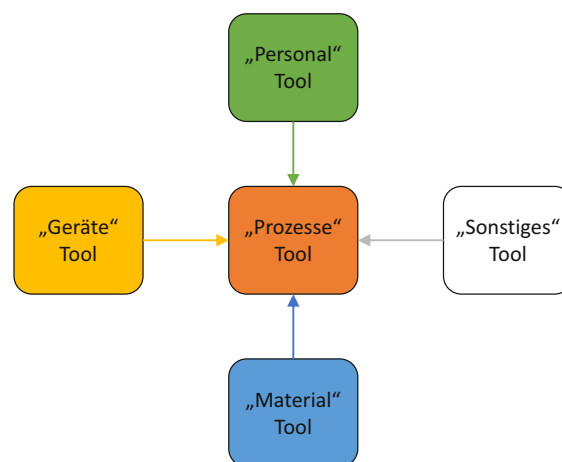 „Personal“
Tool
„Geräte“
Tool
„Prozesse“
Tool
„Sonstiges“
Tool
„Material“
Tool